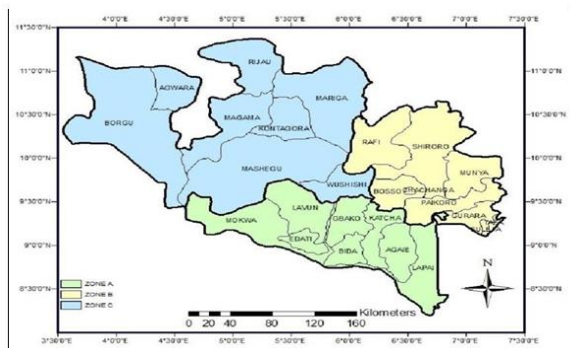 3°30'0"E 4°0'0"E 4°30'0"E 5°0'0"E 5°30'0"E 6°0'0"E 6°30'0"E 7°0'0"E 7°30'0"E
11°30'0"N
11°0'0"N
10°30'0"N
10°0'0"N
9°30'0"N
9°0'0"N
8°30'0"N
RIJAU
AGWARA
MARIGA
BORGU
MAGAMA
KONTAGORA
RAFI
SHIRORO
MASHEGU
MUNYA
WUSHISHI
BOSSO
CHACHANGA
PAIKORO
LAVUN
GURARA
MOKWA
GBAKO
KATCHA
EDATI
BIDA
AGAIE
LAPAI
N
ZONE A
ZONE B
ZONE C
Kilometers
0 20 40 80 120 160
11°0'0"N
10°30'0"N
10°0'0"N
9°30'0"N
9°0'0"N
8°30'0"N
4°0'0"E 4°30'0"E 5°0'0"E 5°30'0"E 6°0'0"E 6°30'0"E 7°0'0"E 7°30'0"E